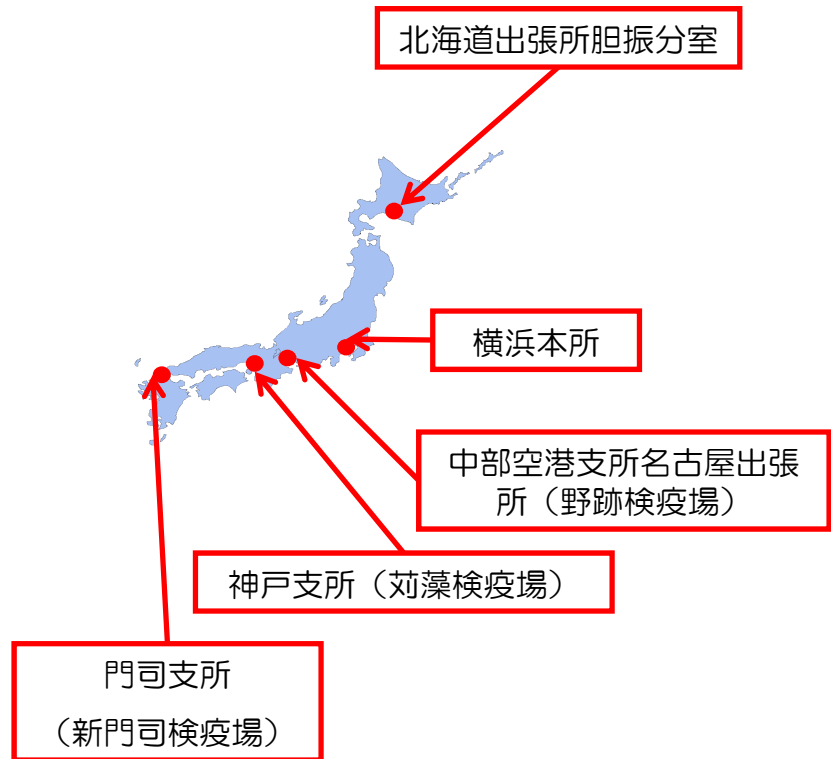 北海道出張所胆振分室
横浜本所
中部空港支所名古屋出張
所（野跡検疫場）
神戸支所（苅藻検疫場）
門司支所
（新門司検疫場）